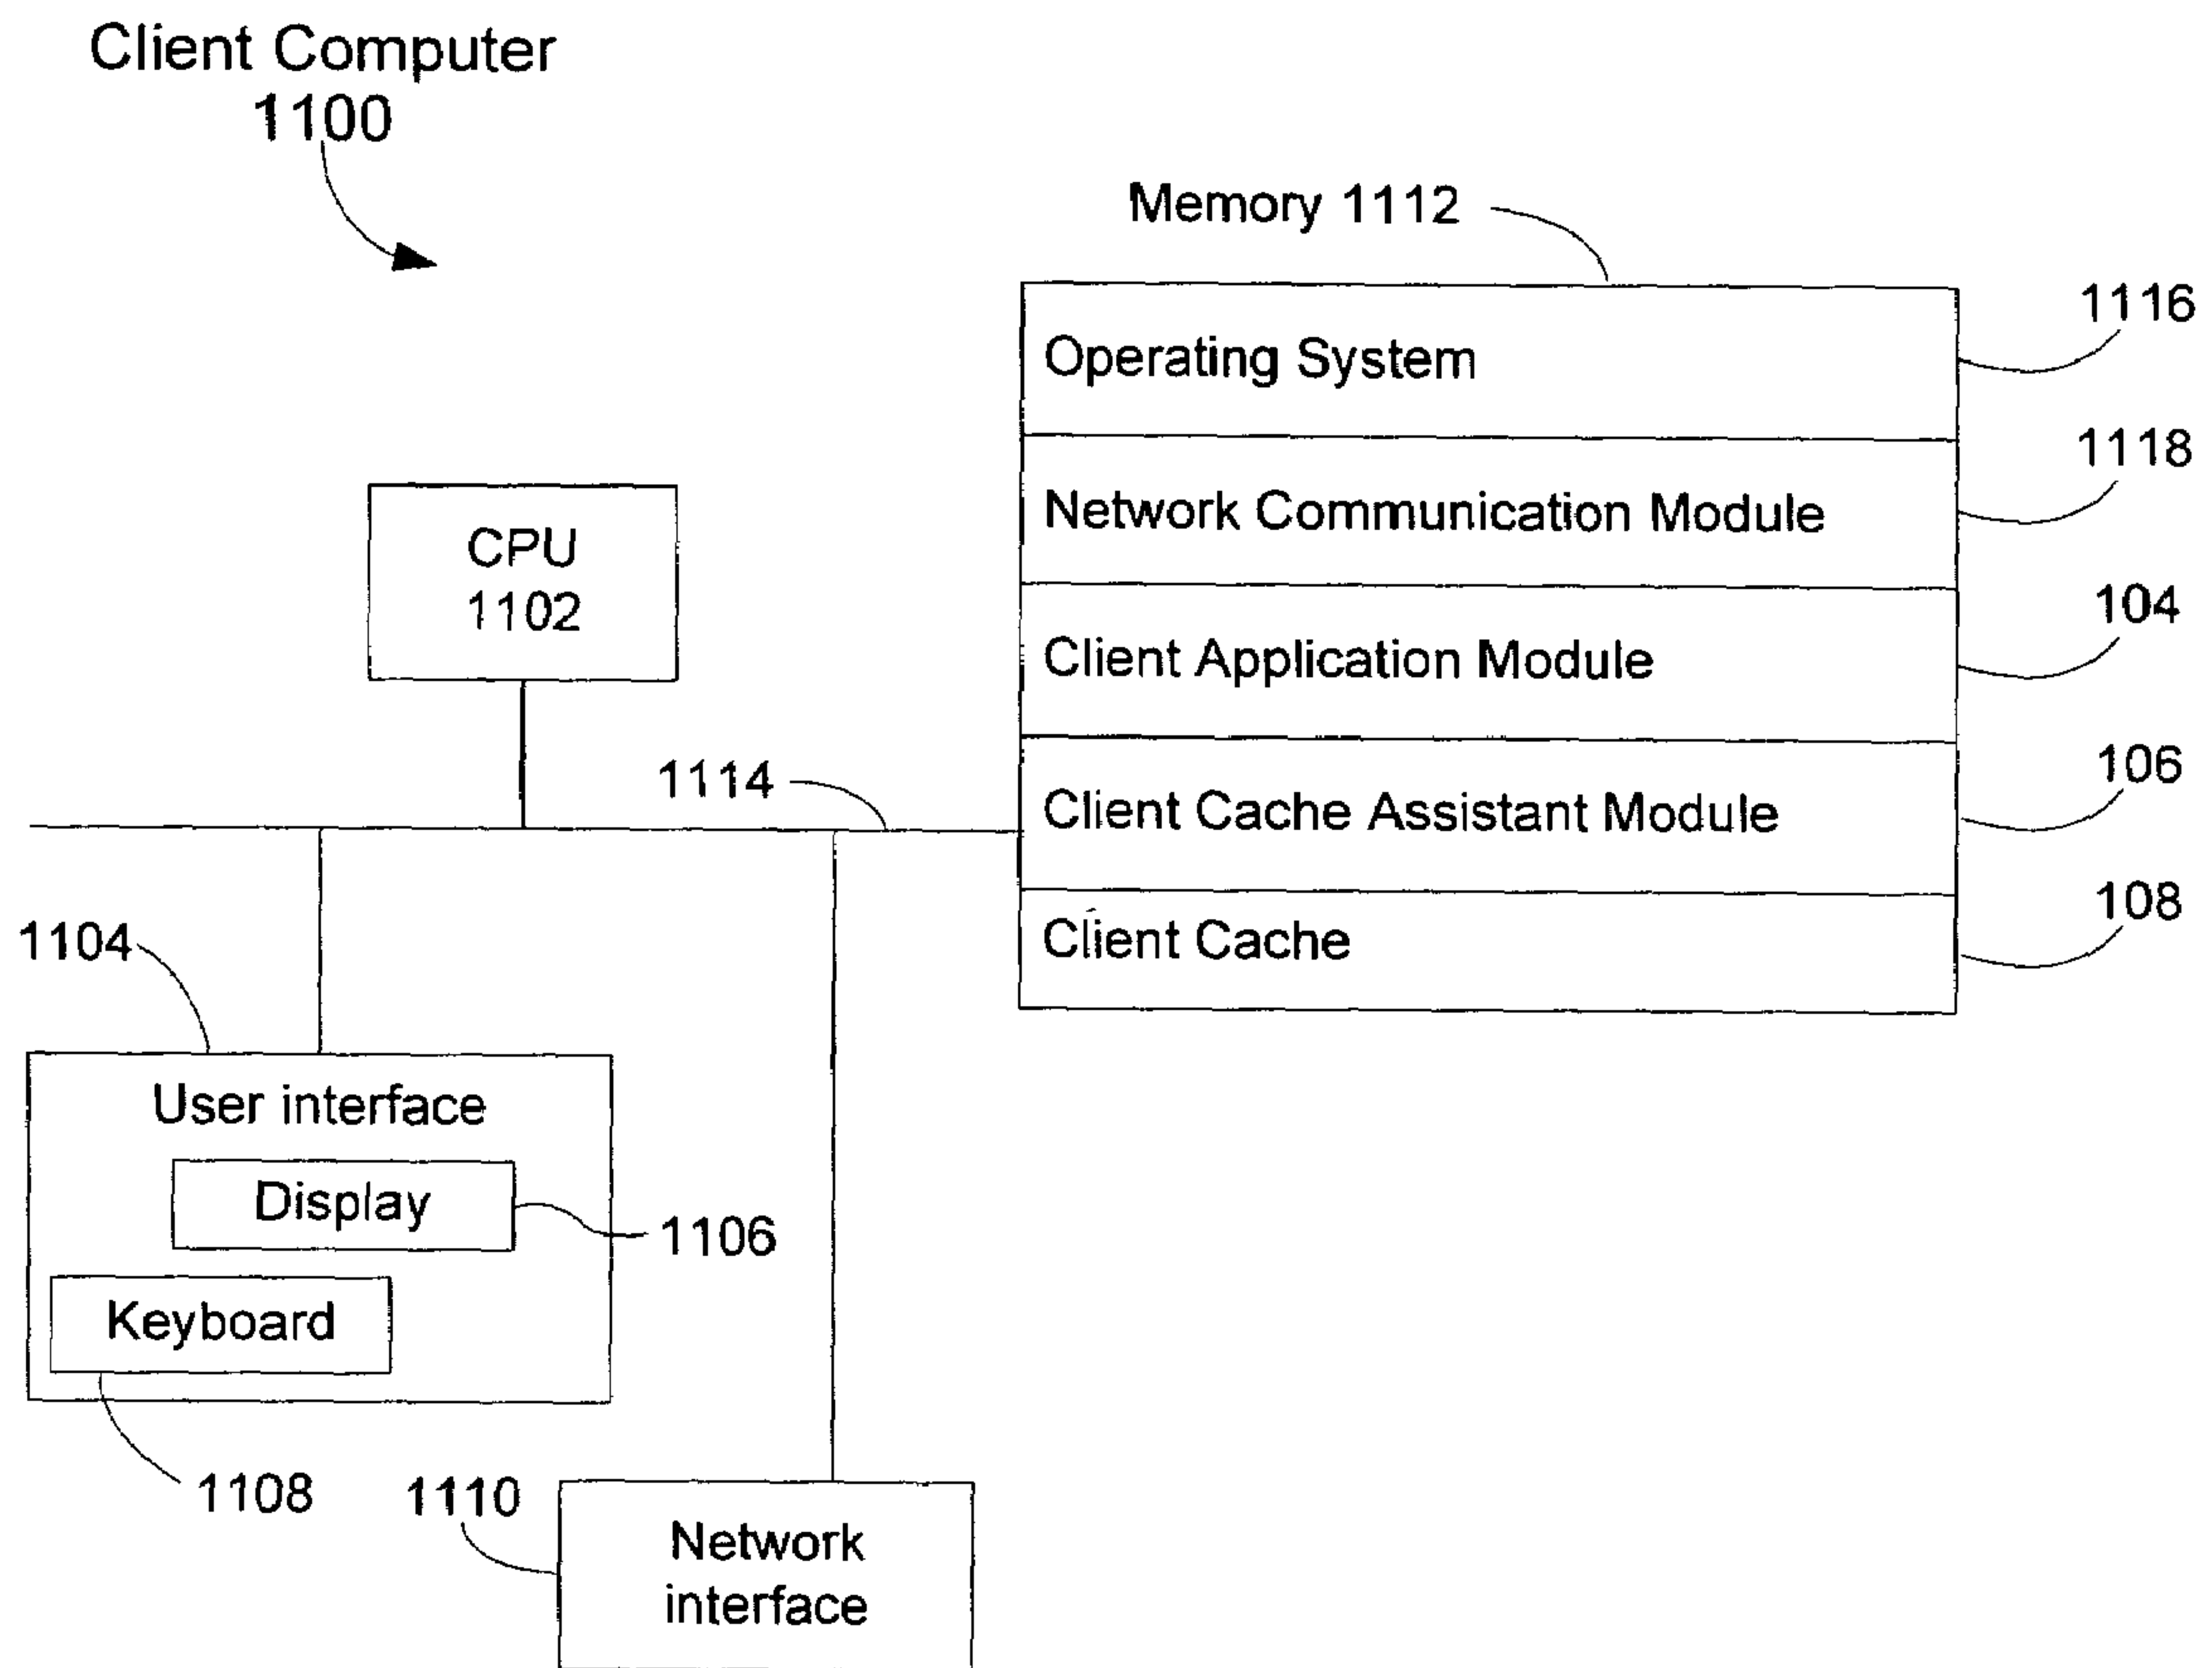 Client Computer
1100
Memory 1112
1116
Operating System
1118
Network Communication Module
CPU
1102
104
Client Application Module
1114
106
Client Cache Assistant Module
108
Client Cache
1104
User interface
Display
1106
Keyboard
1108
1110
Network
interface